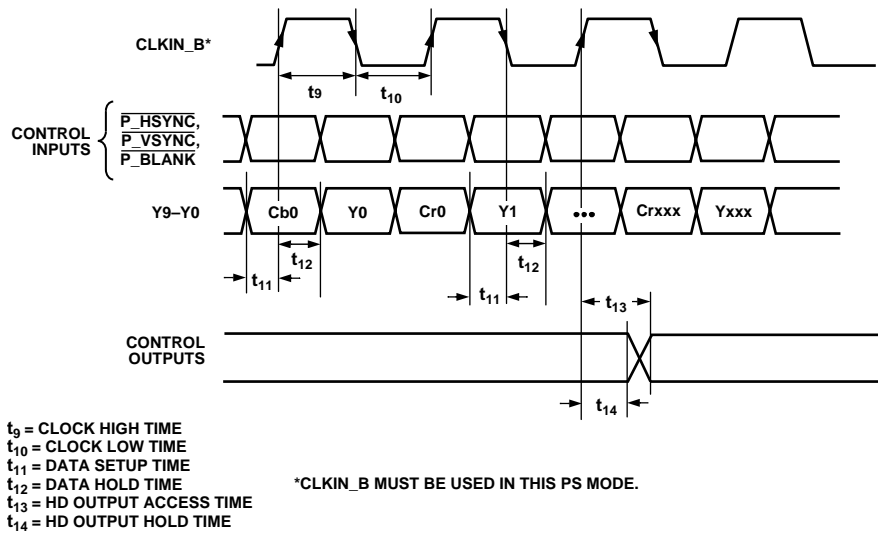 CLKIN_B*
t9
t10
CONTROL INPUTS
P_HSYNC,
P_VSYNC,
P_BLANK
Y9–Y0
Cb0 Y0 Cr0 Y1 ••• Crxxx Yxxx
t11 t12 t11 t12
t13
CONTROL OUTPUTS
t14
t9 = CLOCK HIGH TIME
t10 = CLOCK LOW TIME
t11 = DATA SETUP TIME
t12 = DATA HOLD TIME
t13 = HD OUTPUT ACCESS TIME
t14 = HD OUTPUT HOLD TIME
*CLKIN_B MUST BE USED IN THIS PS MODE.